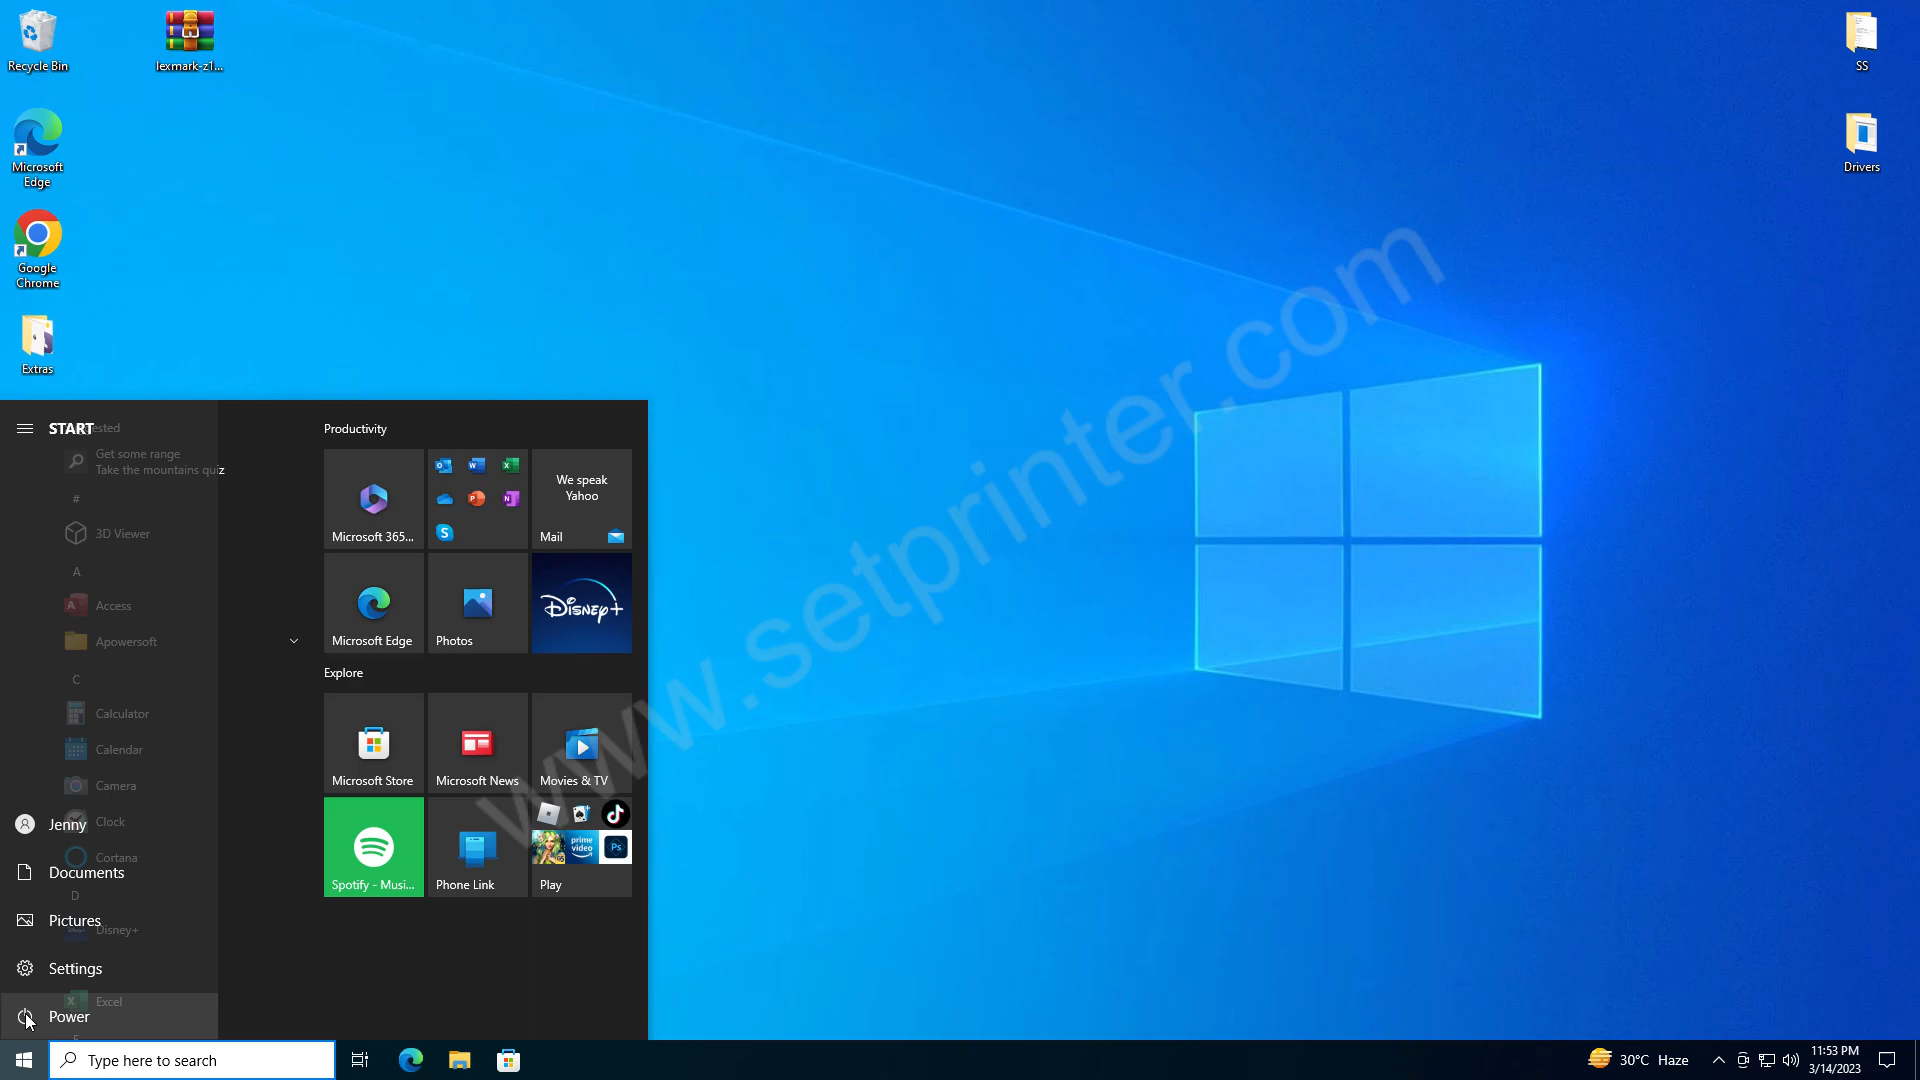 Recycle Bin
lexmark-z1...
SS
Microsoft
Edge
Drivers
Google
Chrome
Extras
START
Get some range
Take the mountains quiz
#
3D Viewer
A
Access
Apowersoft
C
Calculator
Calendar
Camera
Clock
Jenny
Cortana
Documents
D
Pictures
Disney+
Settings
Excel
Power
Productivity
Microsoft 365...
We speak
Yahoo
Mail
Microsoft Edge
Photos
Disney+
Explore
Microsoft Store
Microsoft News
Movies & TV
Spotify - Musi...
Phone Link
prime
video
Ps
Play
www.setprinter.com
Type here to search
30°C Haze
11:53 PM
3/14/2023